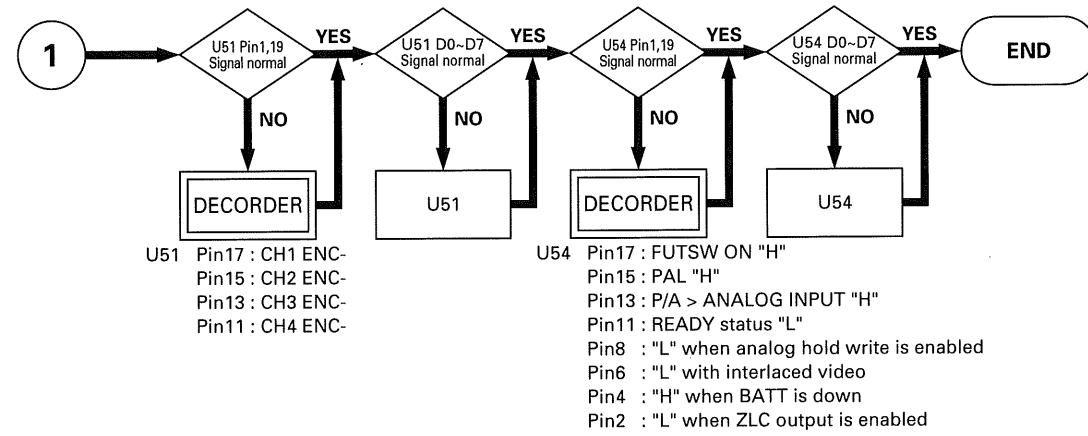 1
U51 Pin1,19
Signal normal
YES
NO
U51 D0~D7
Signal normal
YES
NO
U54 Pin1,19
Signal normal
YES
NO
U54 D0~D7
Signal normal
YES
NO
END
DECORDER
U51
DECORDER
U54
U51 Pin17 : CH1 ENC-
Pin15 : CH2 ENC-
Pin13 : CH3 ENC-
Pin11 : CH4 ENC-
U54 Pin17 : FUTSW ON "H"
Pin15 : PAL "H"
Pin13 : P/A > ANALOG INPUT "H"
Pin11 : READY status "L"
Pin8 : "L" when analog hold write is enabled
Pin6 : "L" with interlaced video
Pin4 : "H" when BATT is down
Pin2 : "L" when ZLC output is enabled